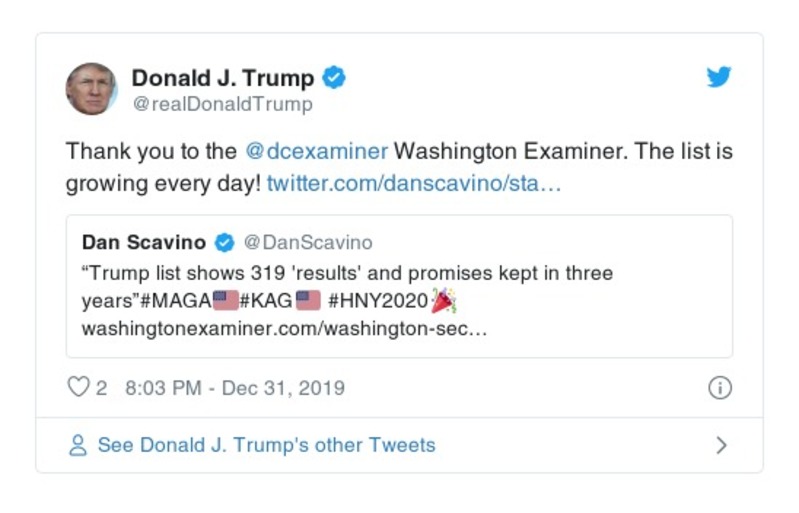 Donald J. Trump
@realDonaldTrump
Thank you to the @dcexaminer Washington Examiner. The list is
growing every day! twitter.com/danscavino/sta…
Dan Scavino @DanScavino
“Trump list shows 319 'results' and promises kept in three
years”#MAGA🇺🇸#KAG🇺🇸 #HNY2020🎉
washingtonexaminer.com/washington-sec…
2 8:03 PM - Dec 31, 2019
See Donald J. Trump's other Tweets